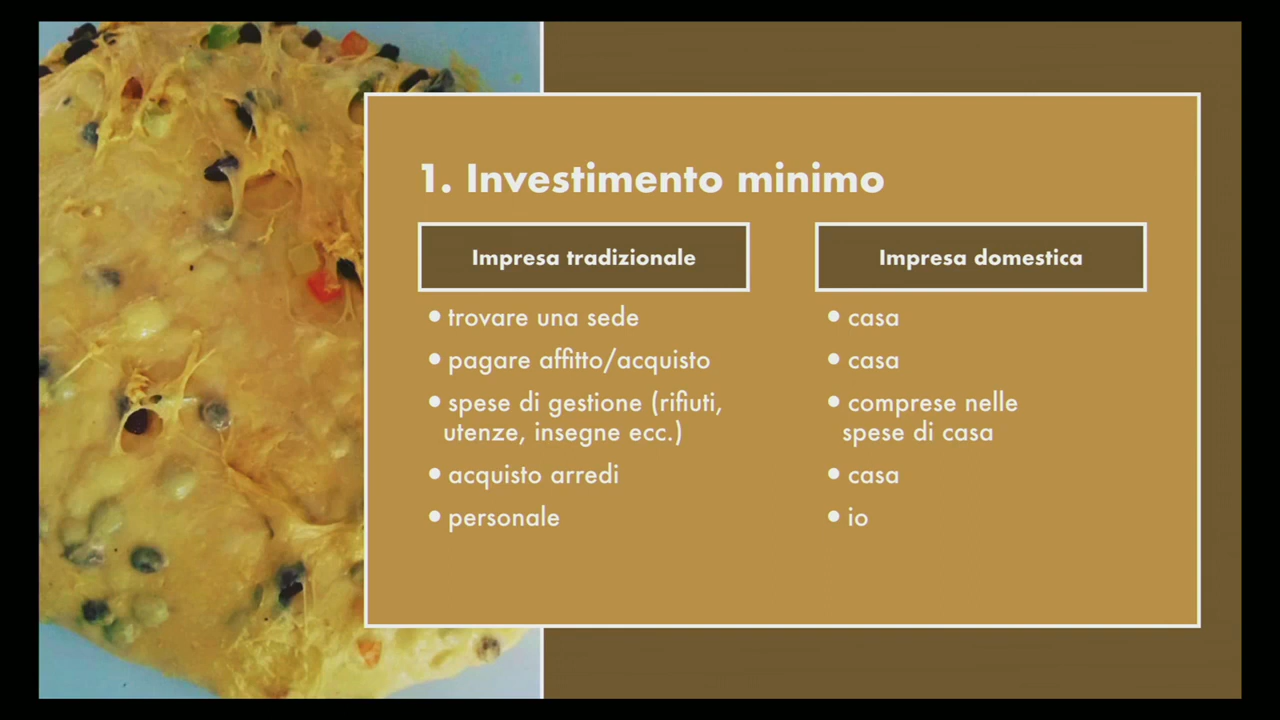 1. Investimento minimo
Impresa tradizionale
• trovare una sede
• pagare affitto/acquisto
• spese di gestione (rifiuti,
utenze, insegne ecc.)
• acquisto arredi
• personale
Impresa domestica
• casa
• casa
• comprese nelle
spese di casa
• casa
• io